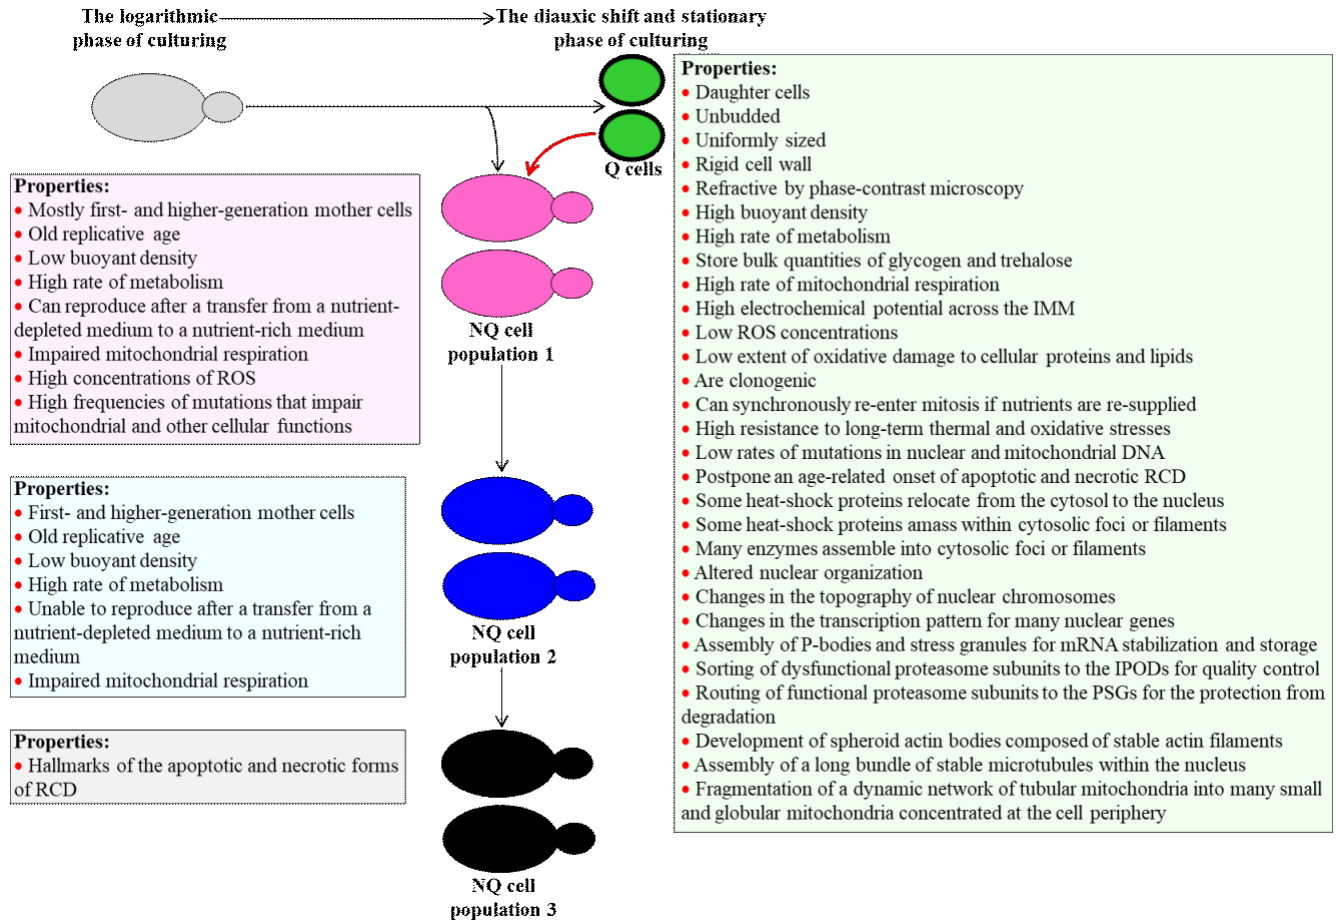 The logarithmic
phase of culturing
The diauxic shift and stationary
phase of culturing
Q cells
Properties:
• Mostly first- and higher-generation mother cells
• Old replicative age
• Low buoyant density
• High rate of metabolism
• Can reproduce after a transfer from a nutrient-
depleted medium to a nutrient-rich medium
• Impaired mitochondrial respiration
• High concentrations of ROS
• High frequencies of mutations that impair
mitochondrial and other cellular functions
NQ cell
population 1
Properties:
• First- and higher-generation mother cells
• Old replicative age
• Low buoyant density
• High rate of metabolism
• Unable to reproduce after a transfer from a
nutrient-depleted medium to a nutrient-rich
medium
• Impaired mitochondrial respiration
NQ cell
population 2
Properties:
• Hallmarks of the apoptotic and necrotic forms
of RCD
NQ cell
population 3
Properties:
• Daughter cells
• Unbudded
• Uniformly sized
• Rigid cell wall
• Refractive by phase-contrast microscopy
• High buoyant density
• High rate of metabolism
• Store bulk quantities of glycogen and trehalose
• High rate of mitochondrial respiration
• High electrochemical potential across the IMM
• Low ROS concentrations
• Low extent of oxidative damage to cellular proteins and lipids
• Are clonogenic
• Can synchronously re-enter mitosis if nutrients are re-supplied
• High resistance to long-term thermal and oxidative stresses
• Low rates of mutations in nuclear and mitochondrial DNA
• Postpone an age-related onset of apoptotic and necrotic RCD
• Some heat-shock proteins relocate from the cytosol to the nucleus
• Some heat-shock proteins amass within cytosolic foci or filaments
• Many enzymes assemble into cytosolic foci or filaments
• Altered nuclear organization
• Changes in the topography of nuclear chromosomes
• Changes in the transcription pattern for many nuclear genes
• Assembly of P-bodies and stress granules for mRNA stabilization and storage
• Sorting of dysfunctional proteasome subunits to the IPODs for quality control
• Routing of functional proteasome subunits to the PSGs for the protection from
degradation
• Development of spheroid actin bodies composed of stable actin filaments
• Assembly of a long bundle of stable microtubules within the nucleus
• Fragmentation of a dynamic network of tubular mitochondria into many small
and globular mitochondria concentrated at the cell periphery